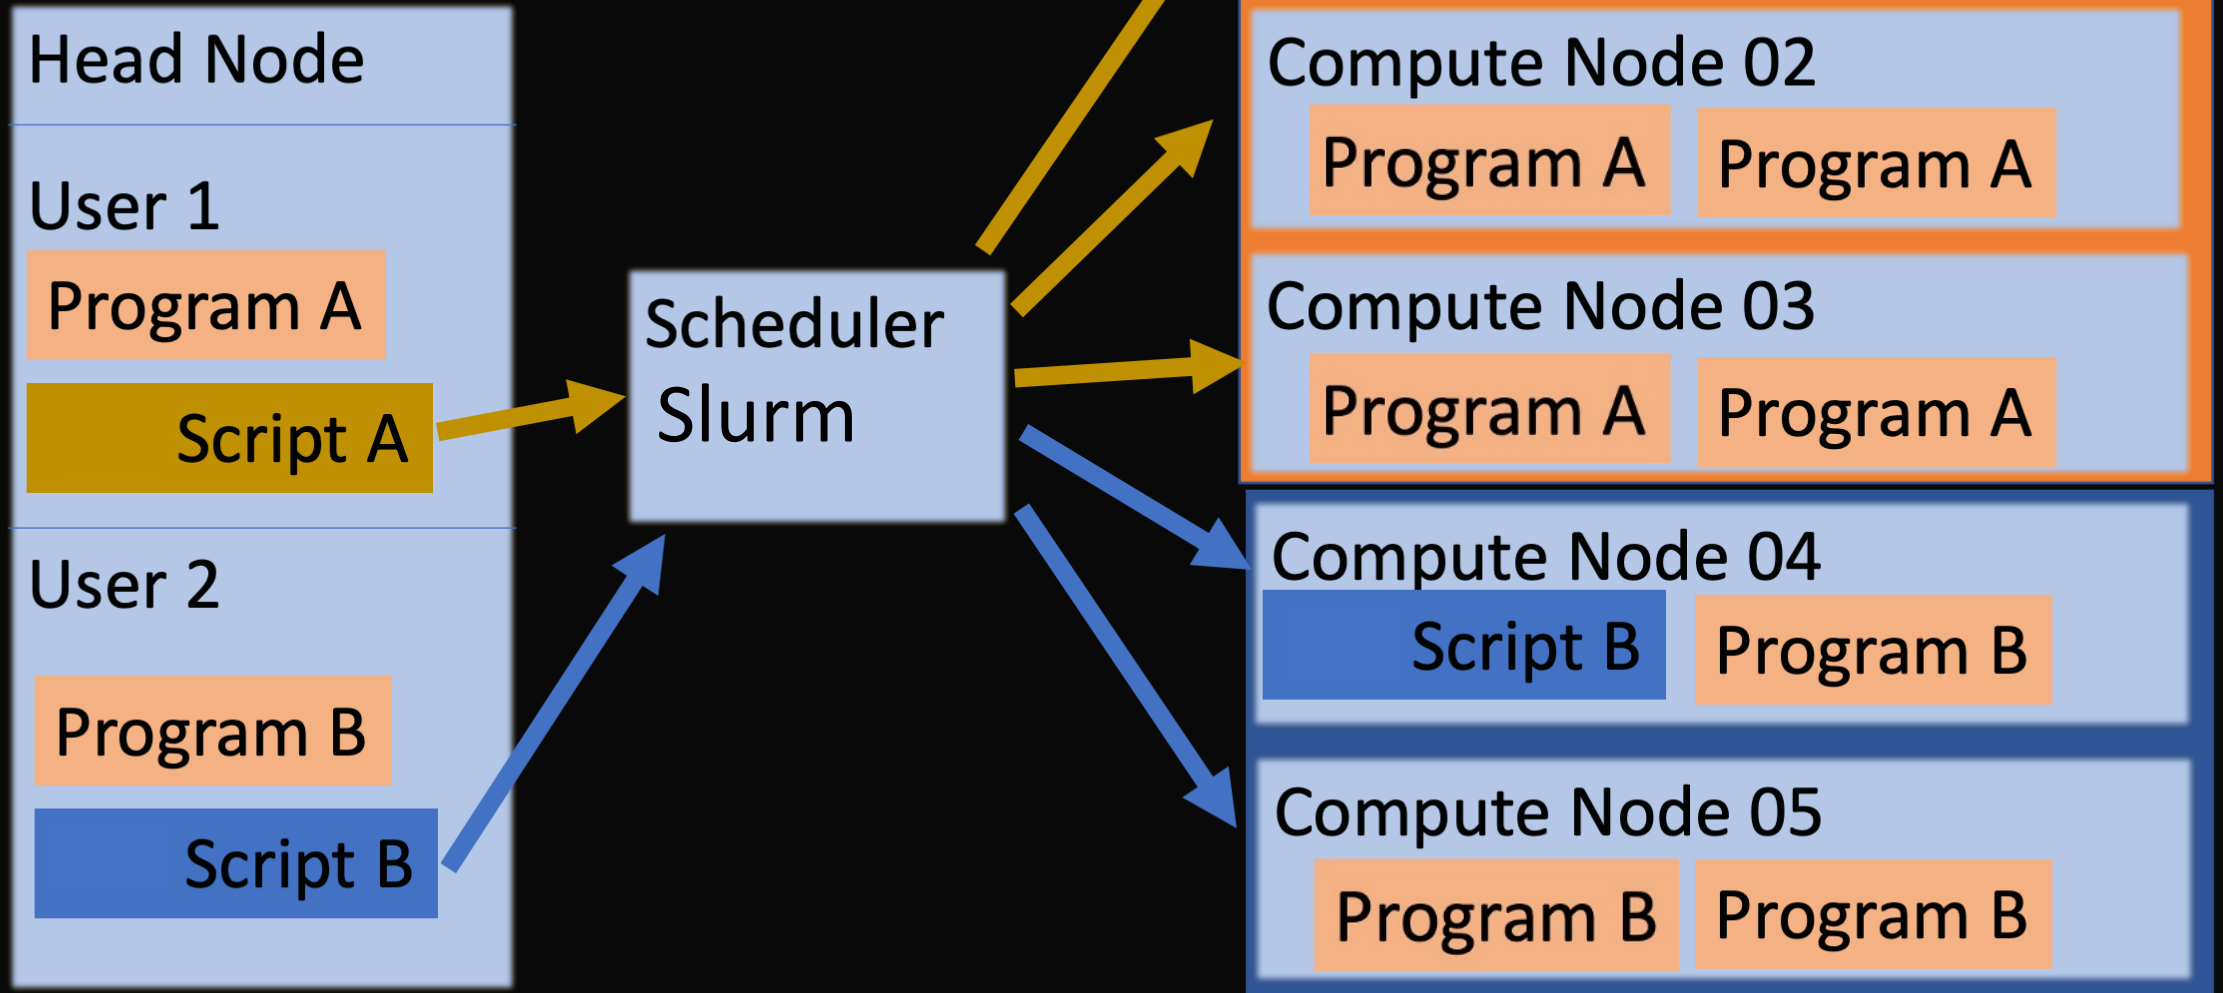 Head Node
User 1
Program A
Script A
User 2
Program B
Script B
Scheduler
Slurm
Compute Node 02
Program A Program A
Compute Node 03
Program A Program A
Compute Node 04
Script B Program B
Compute Node 05
Program B Program B